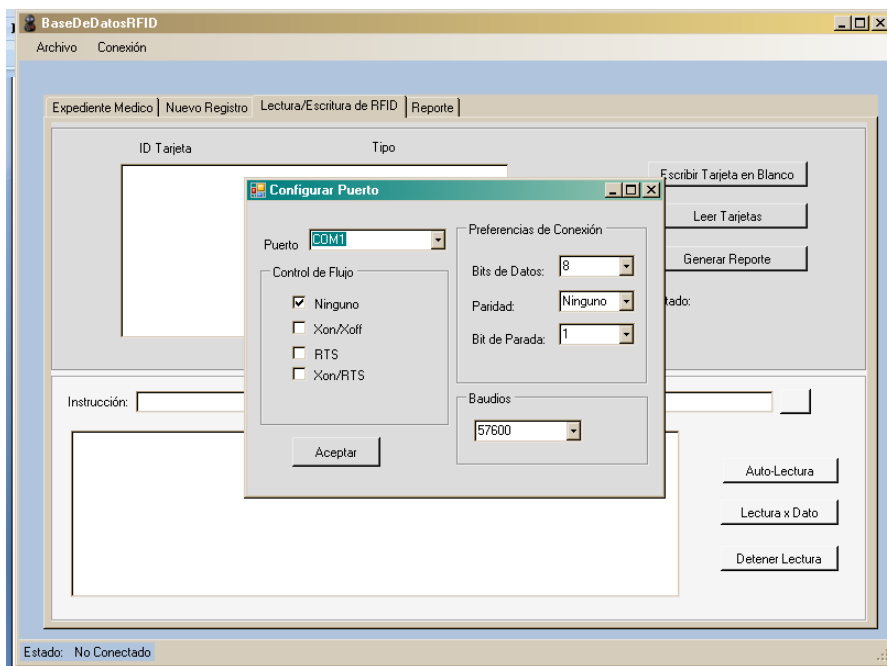 BaseDeDatosRFID
Archivo Conexión
Expediente Medico Nuevo Registro Lectura/Escritura de RFID Reporte
ID Tarjeta Tipo
Escribir Tarjeta en Blanco
Leer Tarjetas
Generar Reporte
tado:
Configurar Puerto
Puerto COM1
Control de Flujo
Ninguno
Xon/Xoff
RTS
Xon/RTS
Aceptar
Preferencias de Conexión
Bits de Datos: 8
Paridad: Ninguno
Bit de Parada: 1
Baudios
57600
Instrucción:
Auto-Lectura
Lectura x Dato
Detener Lectura
Estado: No Conectado